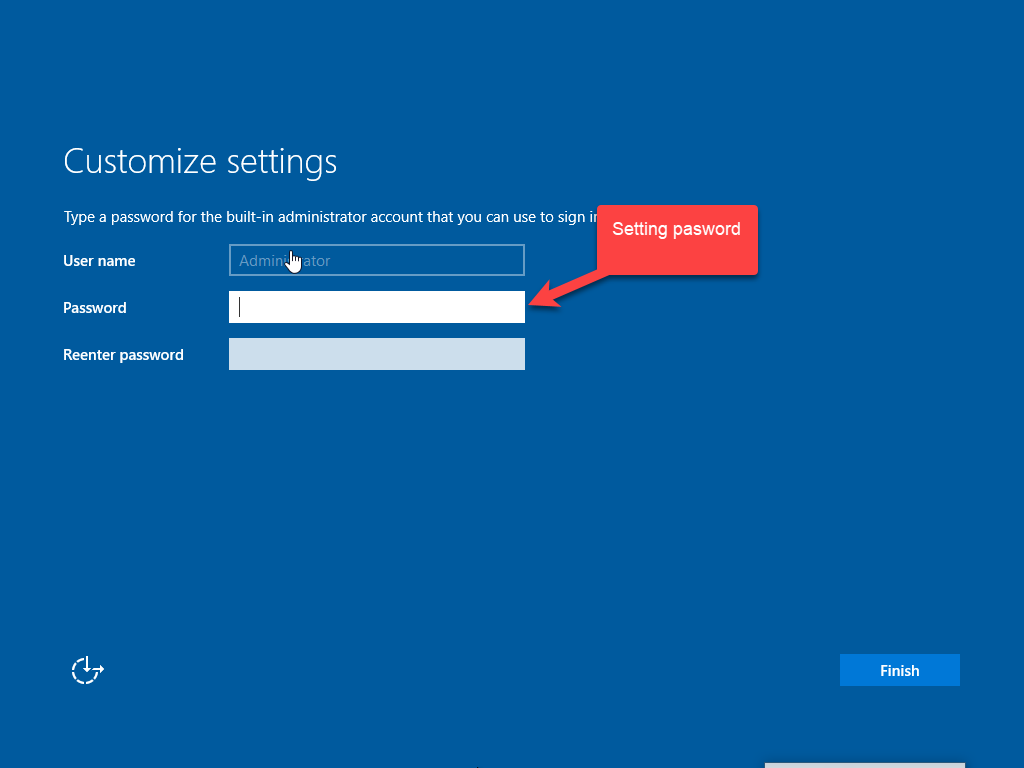 Customize settings
Type a password for the built-in administrator account that you can use to sign in
Setting pasword
User name
Administrator
Password
Reenter password
Finish